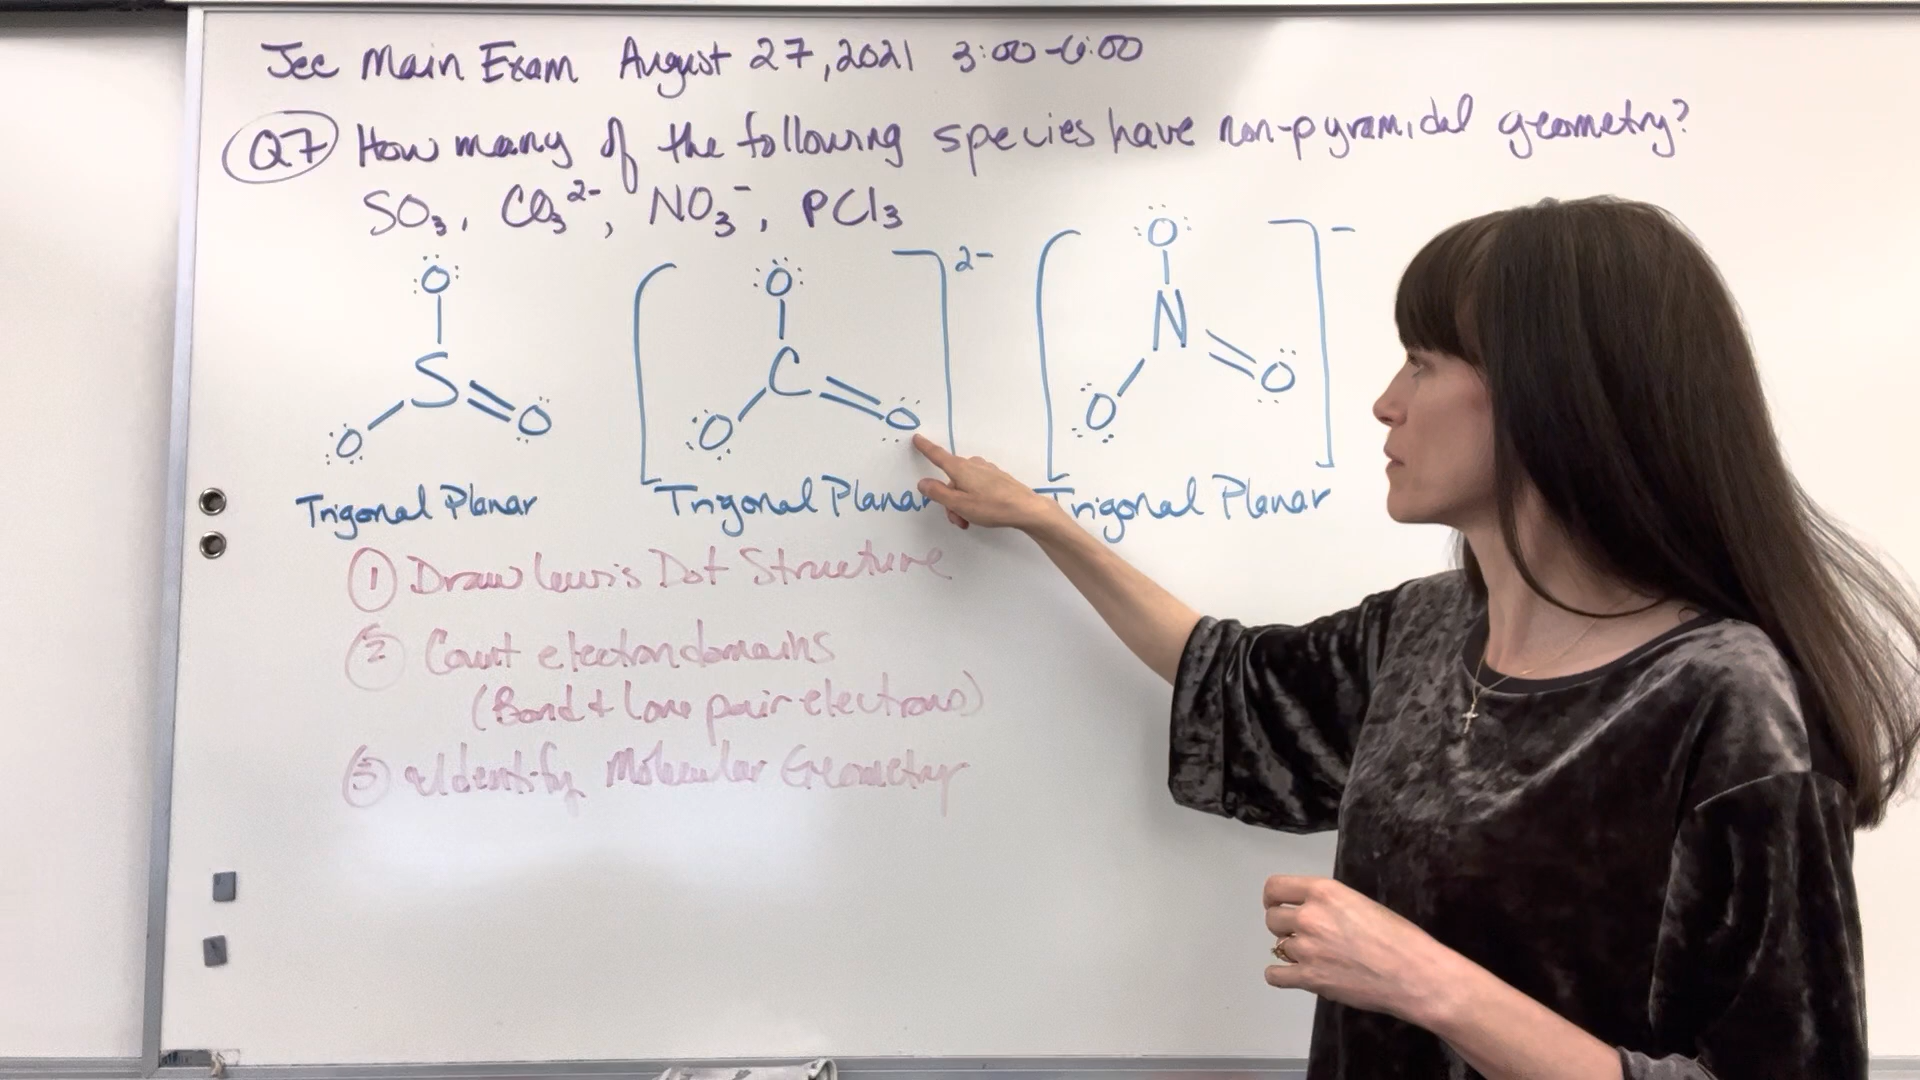 Jee Main Exam August 27, 2021 3:00-6:00
Q7 How many of the following species have non-pyramidal geometry?
SO₃, CO₃²⁻, NO₃⁻, PCl₃
O
S
O
O
Trigonal Planar
2-
O
C
O
O
Trigonal Planar
-
O
N
O
O
Trigonal Planar
① Draw Lewis Dot Structure
② Count electron domains
(Bond + Lone pair electrons)
③ Identify Molecular Geometry